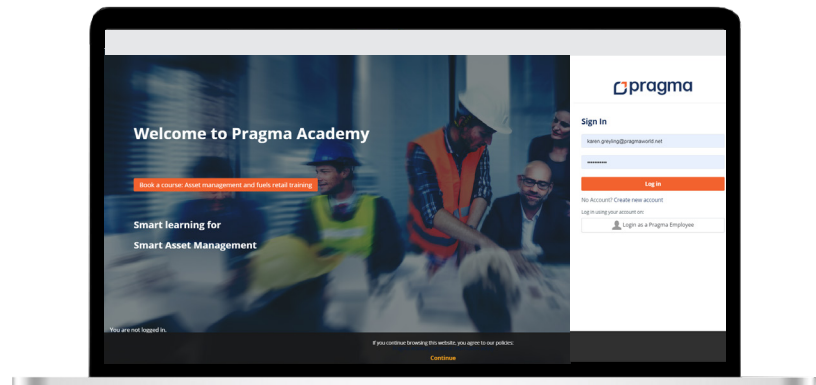 Welcome to Pragma Academy
Book a course: Asset management and fuels retail training
Smart learning for
Smart Asset Management
You are not logged in.
pragma
Sign In
karen.greyling@pragmaworld.net
Log in
No Account? Create new account
Log in using your account on:
Login as a Pragma Employee
If you continue browsing this website, you agree to our policies:
Continue